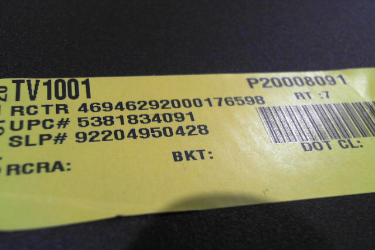 TV1001 P20008091
RCTR 46946292000176598 RT :7
UPC# 5381834091
SLP# 92204950428
RCRA: BKT: DOT CL: